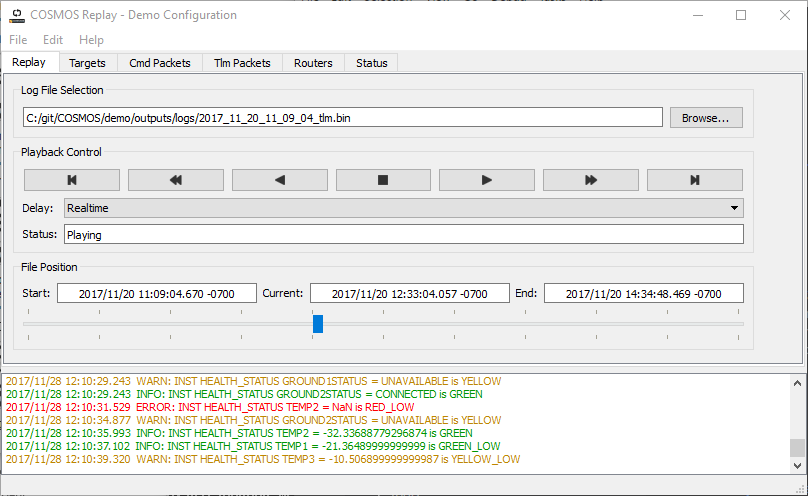 COSMOS Replay - Demo Configuration
File Edit Help
Replay Targets Cmd Packets Tlm Packets Routers Status
Log File Selection
C:/git/COSMOS/demo/outputs/logs/2017_11_20_11_09_04_tlm.bin Browse...
Playback Control
Delay: Realtime
Status: Playing
File Position
Start: 2017/11/20 11:09:04.670 -0700 Current: 2017/11/20 12:33:04.057 -0700 End: 2017/11/20 14:34:48.469 -0700
2017/11/28 12:10:29.243 WARN: INST HEALTH_STATUS GROUND1STATUS = UNAVAILABLE is YELLOW
2017/11/28 12:10:29.243 INFO: INST HEALTH_STATUS GROUND2STATUS = CONNECTED is GREEN
2017/11/28 12:10:31.529 ERROR: INST HEALTH_STATUS TEMP2 = NaN is RED_LOW
2017/11/28 12:10:34.877 WARN: INST HEALTH_STATUS GROUND2STATUS = UNAVAILABLE is YELLOW
2017/11/28 12:10:35.993 INFO: INST HEALTH_STATUS TEMP2 = -32.33688779296874 is GREEN
2017/11/28 12:10:37.102 INFO: INST HEALTH_STATUS TEMP1 = -21.36489999999999 is GREEN_LOW
2017/11/28 12:10:39.320 WARN: INST HEALTH_STATUS TEMP3 = -10.506899999999987 is YELLOW_LOW